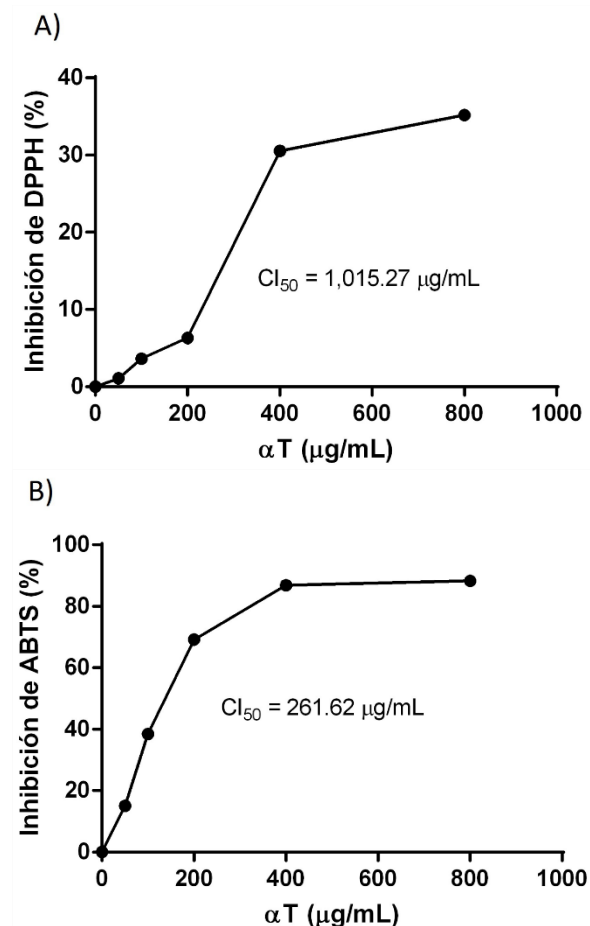 A)
Inhibición de DPPH (%)
40
30
20
10
0
CI50 = 1,015.27 μg/mL
0 200 400 600 800 1000
αT (μg/mL)
B)
Inhibición de ABTS (%)
100
80
60
40
20
0
CI50 = 261.62 μg/mL
0 200 400 600 800 1000
αT (μg/mL)